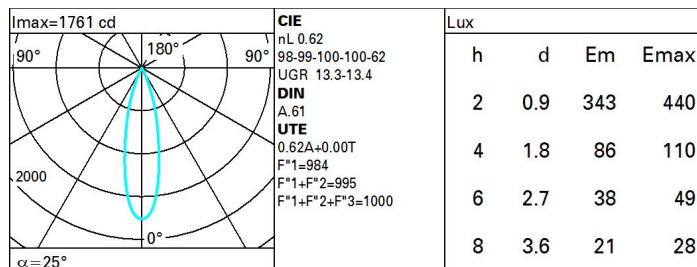 Imax=1761 cd
90°
180°
90°
2000
0°
α=25°
CIE
nL 0.62
98-99-100-100-62
UGR 13.3-13.4
DIN
A.61
UTE
0.62A+0.00T
F"1=984
F"1+F"2=995
F"1+F"2+F"3=1000
Lux
h d Em Emax
2 0.9 343 440
4 1.8 86 110
6 2.7 38 49
8 3.6 21 28